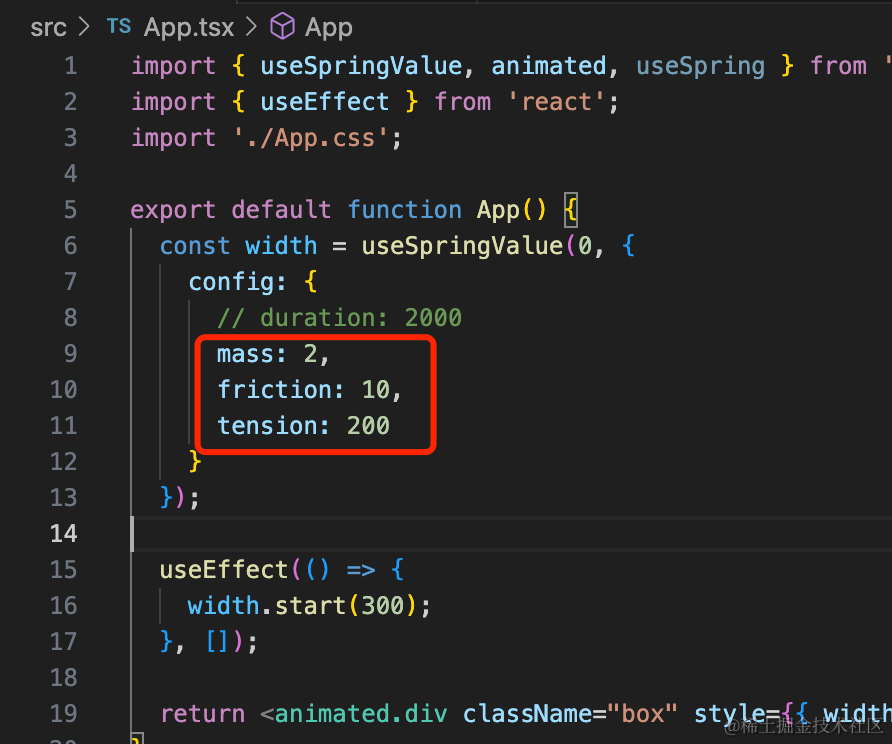 src > TS App.tsx > App
1 import { useSpringValue, animated, useSpring } from '
2 import { useEffect } from 'react';
3 import './App.css';
4
5 export default function App() {
6 const width = useSpringValue(0, {
7 config: {
8 // duration: 2000
9 mass: 2,
10 friction: 10,
11 tension: 200
12 }
13 });
14
15 useEffect(() => {
16 width.start(300);
17 }, []);
18
19 return <animated.div className="box" style={{ width
20 }
@稀土掘金技术社区